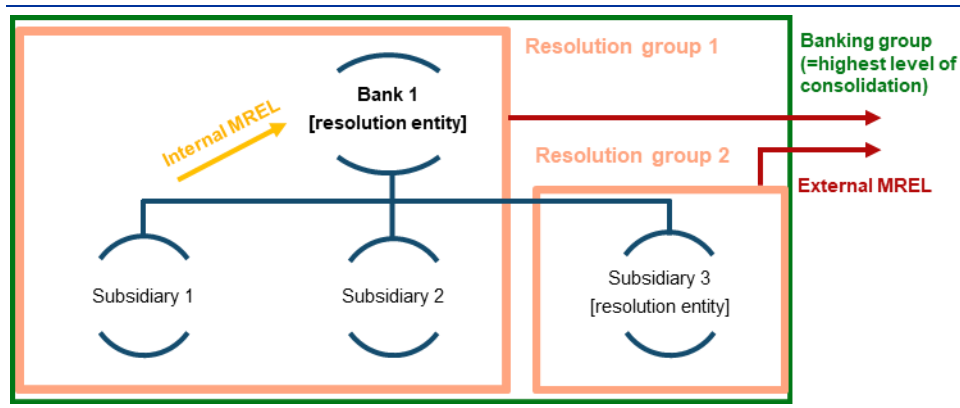 Resolution group 1
Banking group
(=highest level of
consolidation)
Bank 1
[resolution entity]
Internal MREL
Resolution group 2
External MREL
Subsidiary 1
Subsidiary 2
Subsidiary 3
[resolution entity]